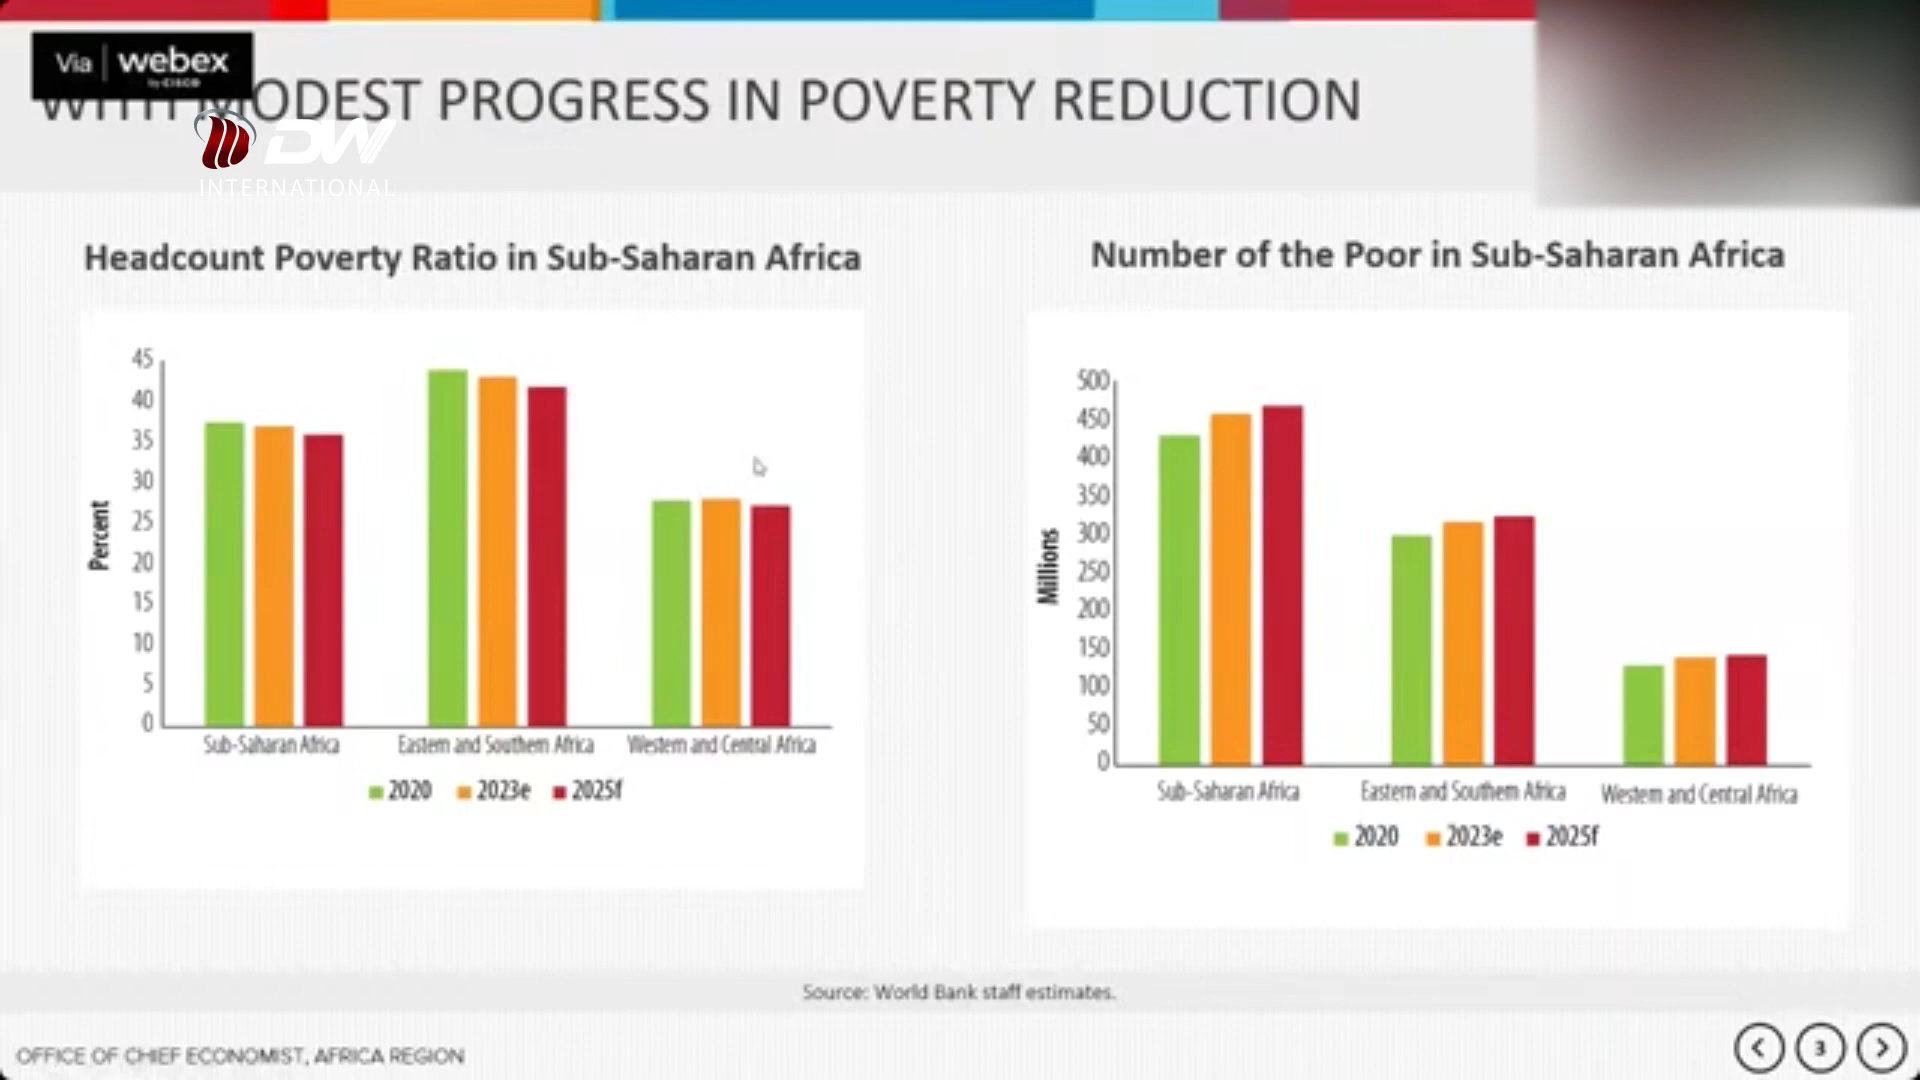 Via webex
by CISCO
WITH MODEST PROGRESS IN POVERTY REDUCTION
DW
INTERNATIONAL
Headcount Poverty Ratio in Sub-Saharan Africa
45
40
35
30
25
20
15
10
5
0
Percent
Sub-Saharan Africa Eastern and Southern Africa Western and Central Africa
2020 2023e 2025f
Number of the Poor in Sub-Saharan Africa
500
450
400
350
300
250
200
150
100
50
0
Millions
Sub-Saharan Africa Eastern and Southern Africa Western and Central Africa
2020 2023e 2025f
Source: World Bank staff estimates.
OFFICE OF CHIEF ECONOMIST, AFRICA REGION
3